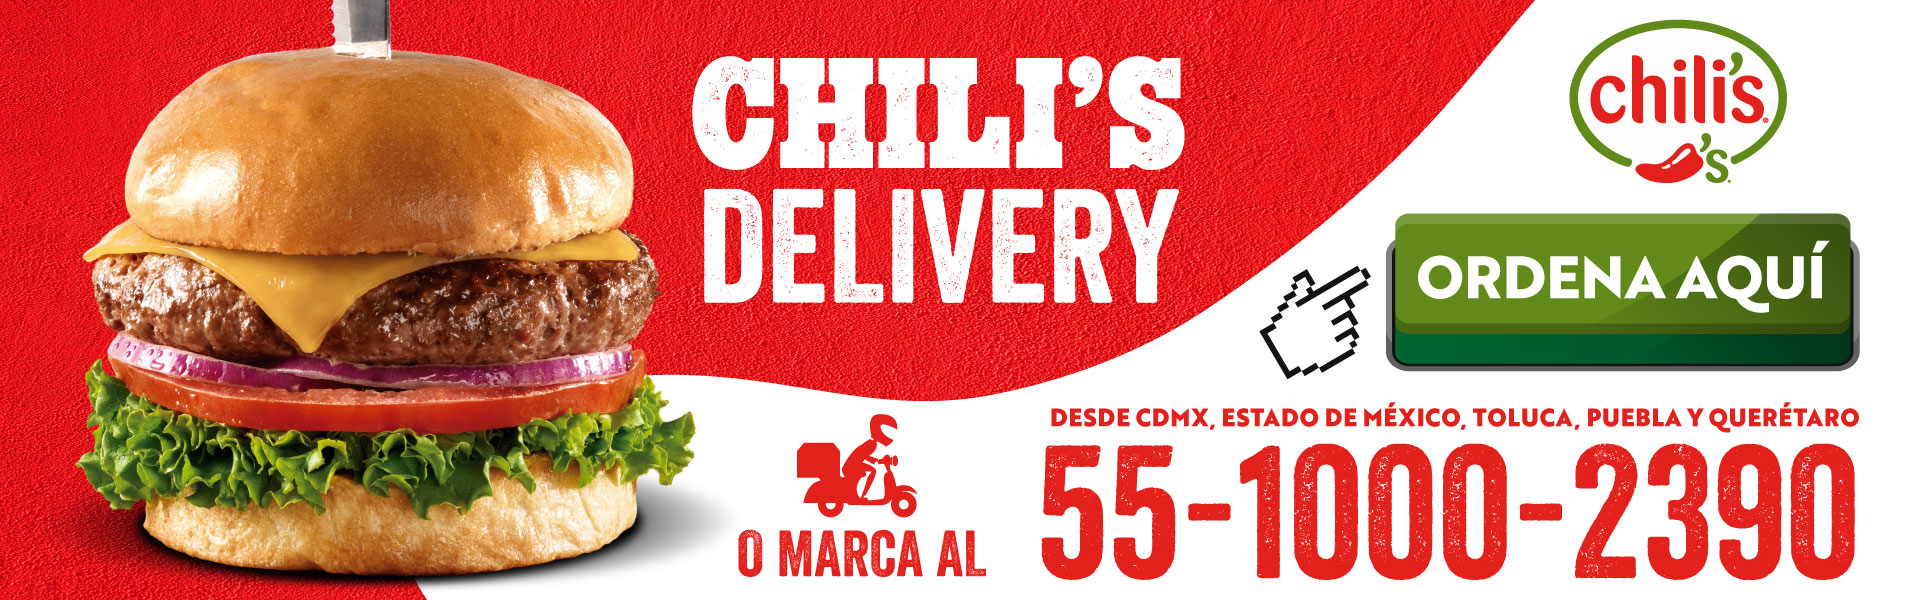 CHILI'S
DELIVERY
chili's®
's
ORDENA AQUÍ
DESDE CDMX, ESTADO DE MÉXICO, TOLUCA, PUEBLA Y QUERÉTARO
O MARCA AL
55-1000-2390